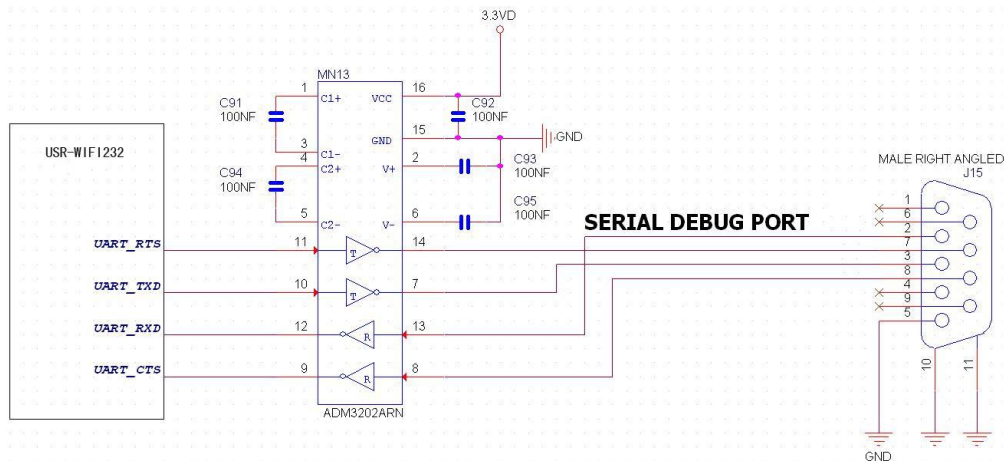 3.3VD
MN13
1
C1+
VCC
16
C91
100NF
C92
100NF
3
C1-
GND
15
GND
4
C2+
V+
2
C93
100NF
C94
100NF
5
C2-
V-
6
C95
100NF
USR-WIFI232
UART_RTS
11
T
14
UART_TXD
10
T
7
UART_RXD
12
R
13
UART_CTS
9
R
8
ADM3202ARN
SERIAL DEBUG PORT
MALE RIGHT ANGLED
J15
1
6
2
7
3
8
4
9
5
10
11
GND